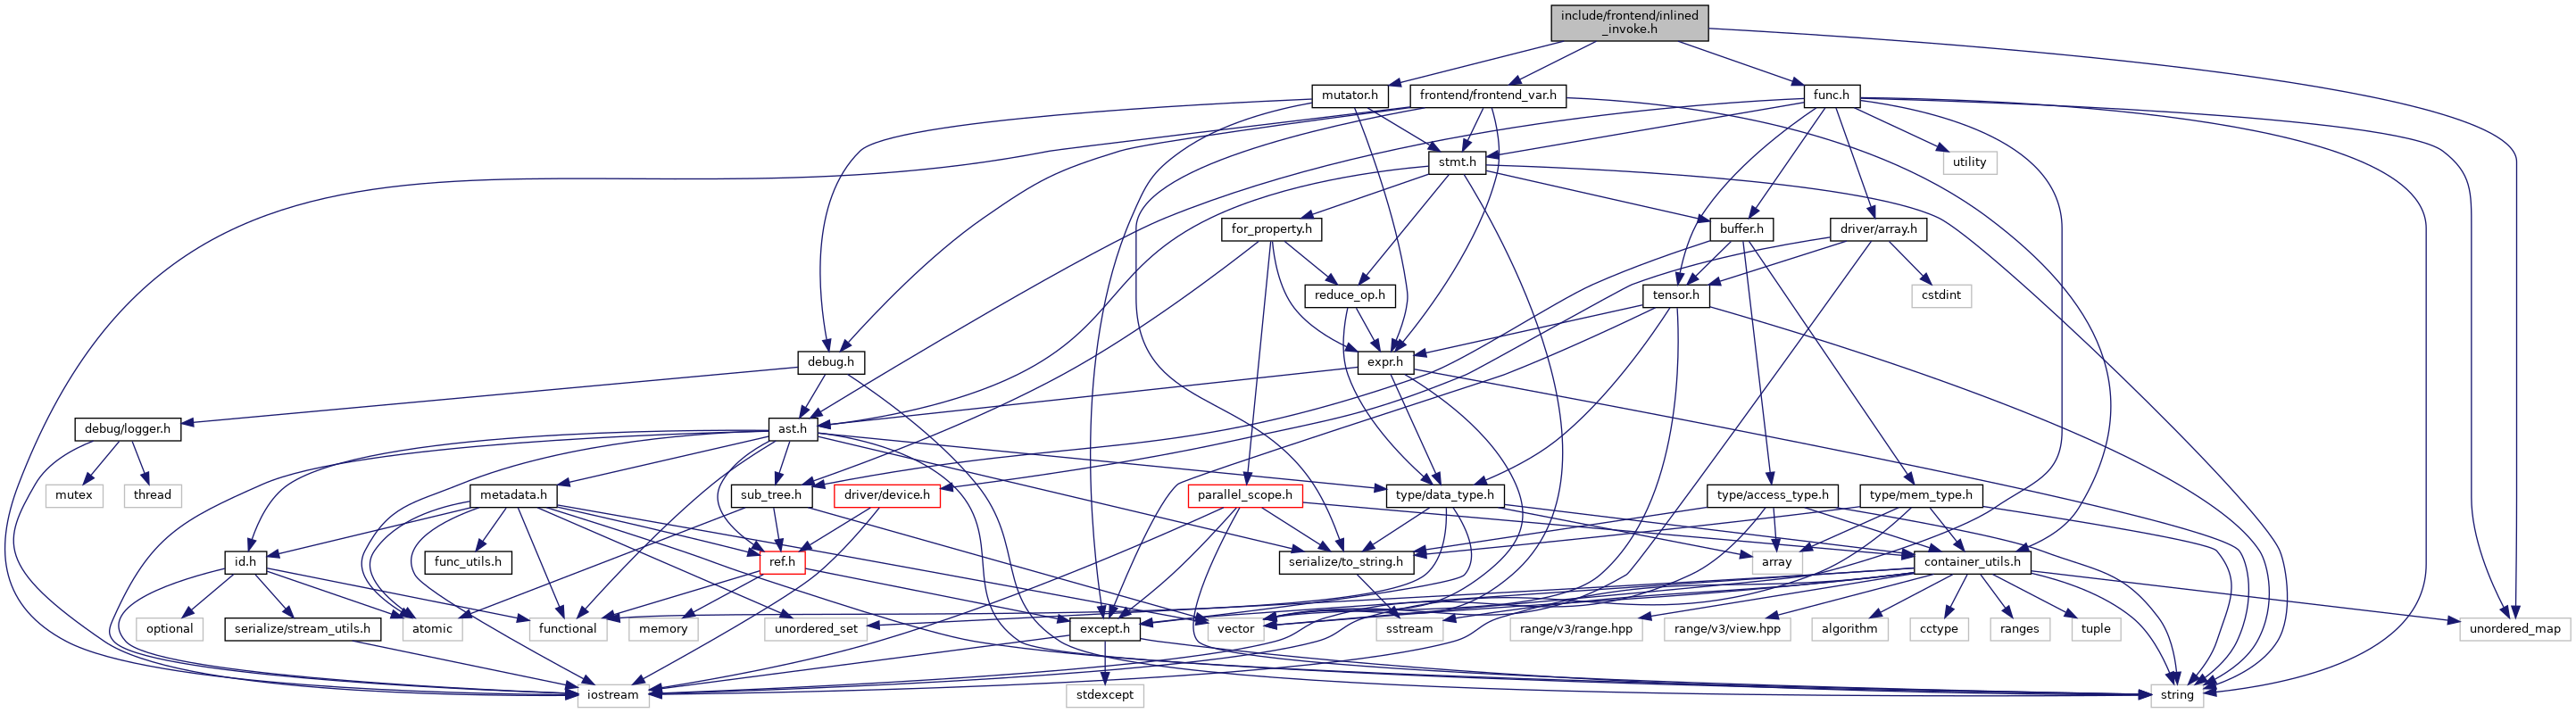 include/frontend/inlined
_invoke.h
mutator.h
frontend/frontend_var.h
func.h
stmt.h
utility
for_property.h
buffer.h
driver/array.h
reduce_op.h
tensor.h
cstdint
debug.h
expr.h
debug/logger.h
ast.h
mutex
thread
metadata.h
sub_tree.h
driver/device.h
parallel_scope.h
type/data_type.h
type/access_type.h
type/mem_type.h
id.h
func_utils.h
ref.h
serialize/to_string.h
array
container_utils.h
optional
serialize/stream_utils.h
atomic
functional
memory
unordered_set
except.h
vector
sstream
range/v3/range.hpp
range/v3/view.hpp
algorithm
cctype
ranges
tuple
unordered_map
iostream
stdexcept
string